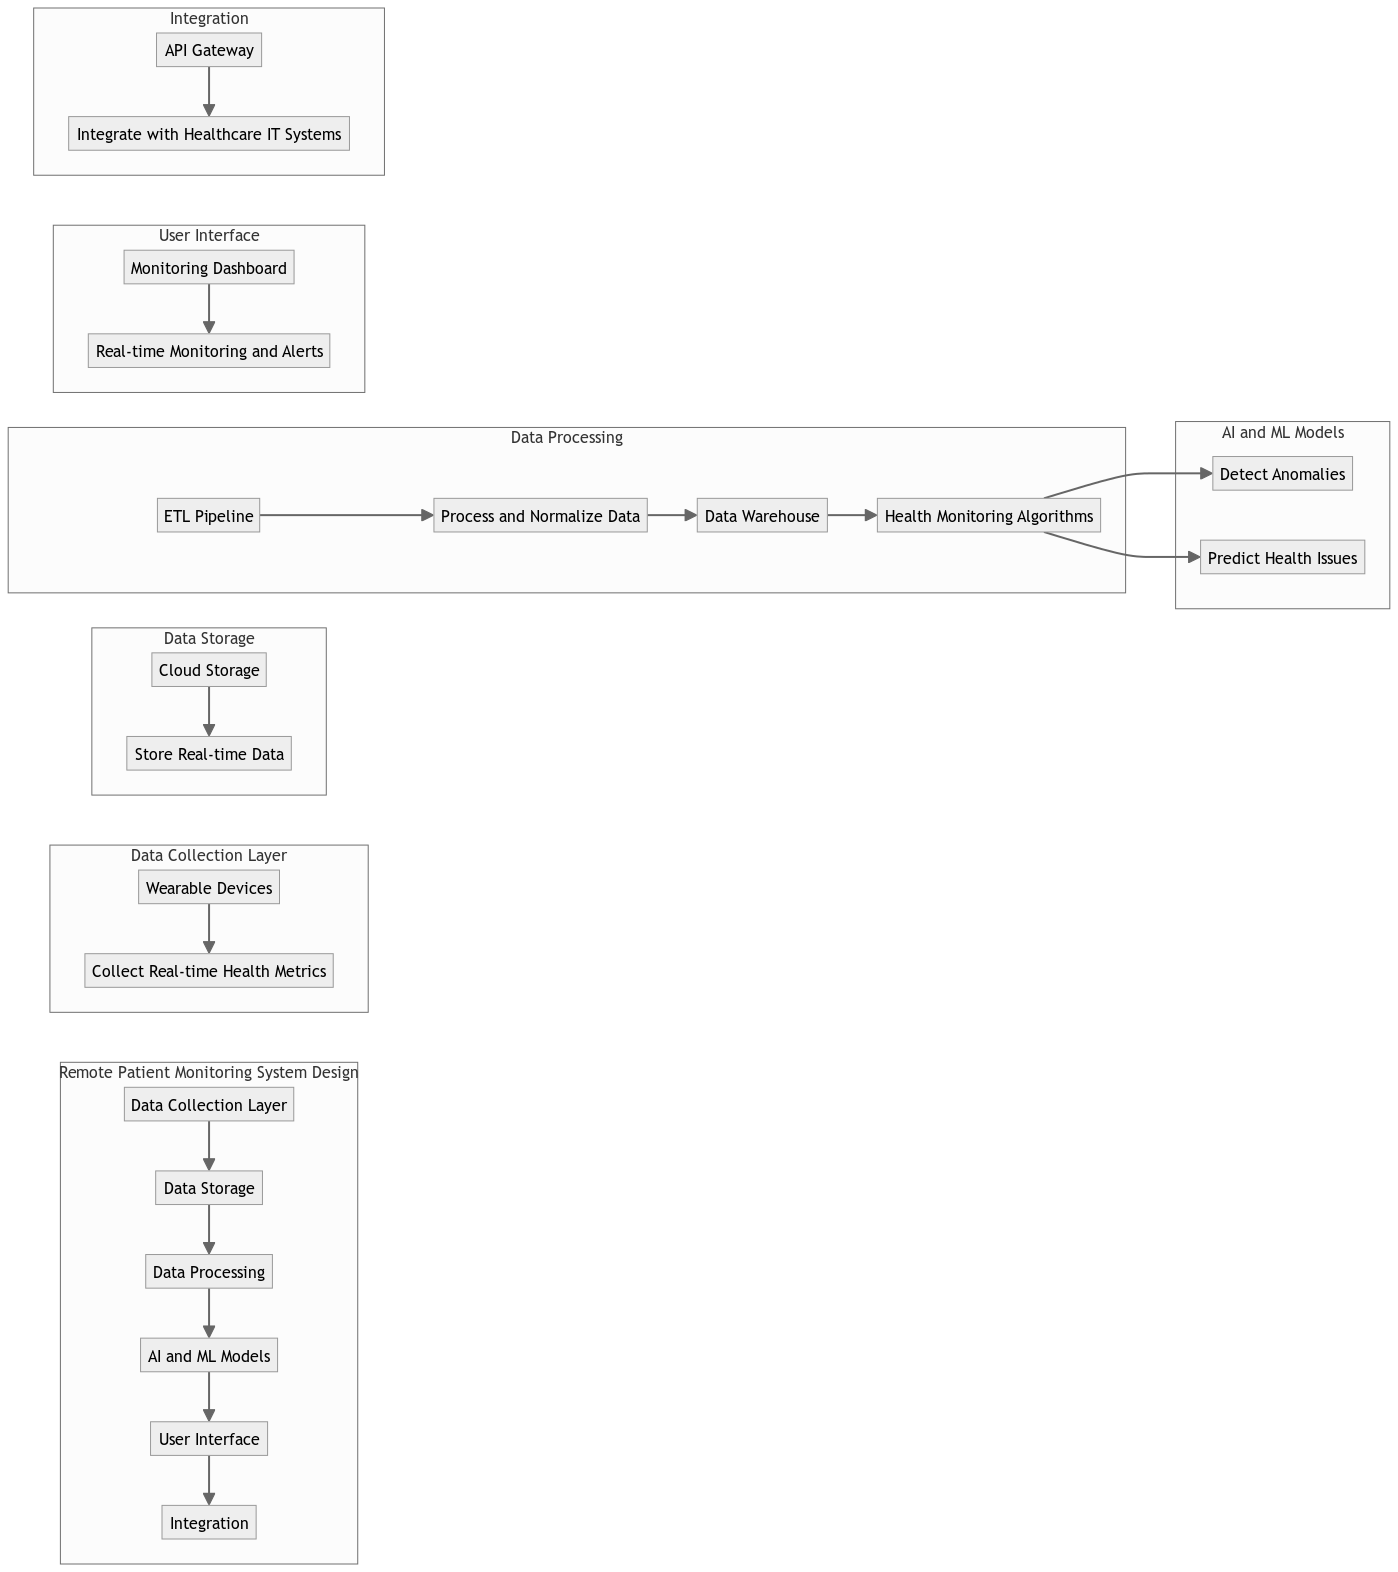 Integration
API Gateway
Integrate with Healthcare IT Systems
User Interface
Monitoring Dashboard
Real-time Monitoring and Alerts
Data Processing
ETL Pipeline
Process and Normalize Data
Data Warehouse
Health Monitoring Algorithms
AI and ML Models
Detect Anomalies
Predict Health Issues
Data Storage
Cloud Storage
Store Real-time Data
Data Collection Layer
Wearable Devices
Collect Real-time Health Metrics
Remote Patient Monitoring System Design
Data Collection Layer
Data Storage
Data Processing
AI and ML Models
User Interface
Integration